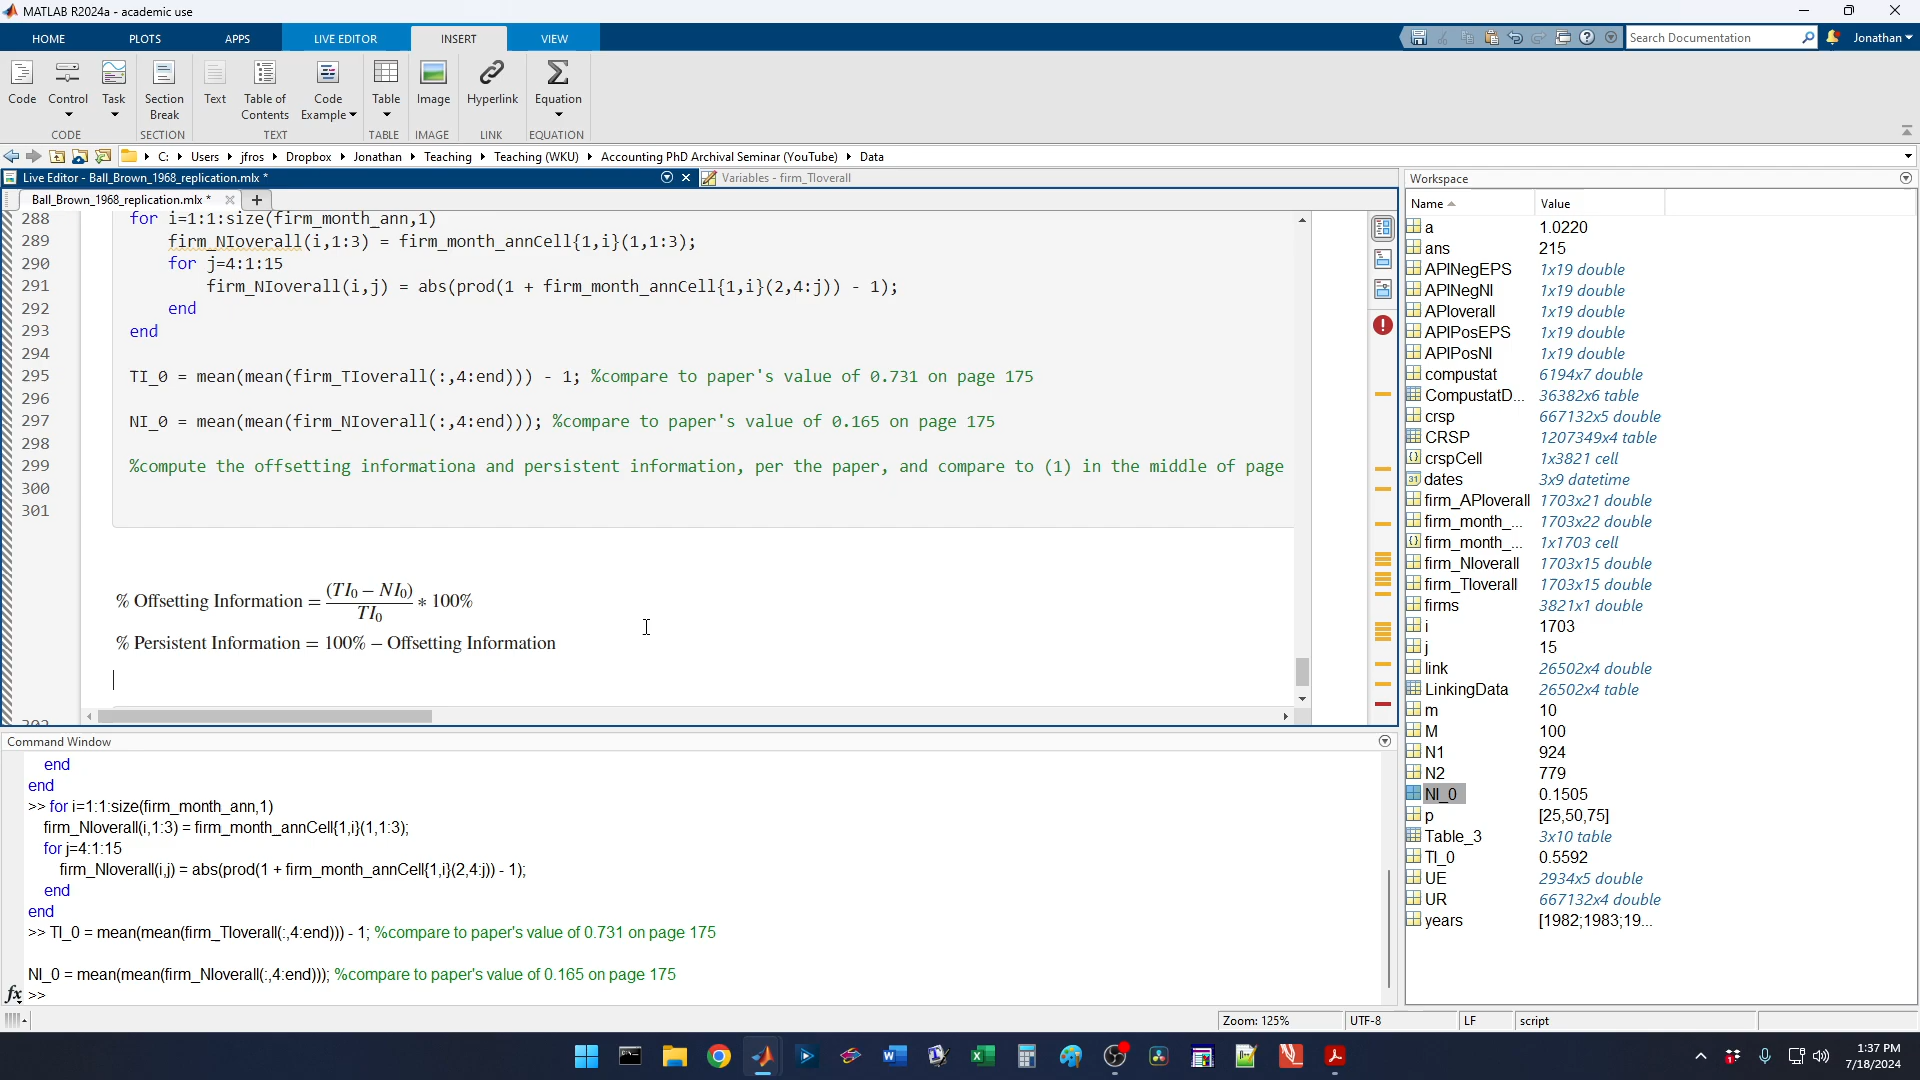 MATLAB R2024a - academic use
HOME PLOTS APPS LIVE EDITOR INSERT VIEW
Search Documentation
Jonathan
Code Control Task Section Break Text Table of Contents Code Example Table Image Hyperlink Equation
CODE SECTION TEXT TABLE IMAGE LINK EQUATION
C: Users jfros Dropbox Jonathan Teaching Teaching (WKU) Accounting PhD Archival Seminar (YouTube) Data
Live Editor - Ball_Brown_1968_replication.mlx *
Variables - firm_TIoverall
Ball_Brown_1968_replication.mlx *
288 for i=1:1:size(firm_month_ann,1)
289 firm_NIoverall(i,1:3) = firm_month_annCell{1,i}(1,1:3);
290 for j=4:1:15
291 firm_NIoverall(i,j) = abs(prod(1 + firm_month_annCell{1,i}(2,4:j)) - 1);
292 end
293 end
294
295 TI_0 = mean(mean(firm_TIoverall(:,4:end))) - 1; %compare to paper's value of 0.731 on page 175
296
297 NI_0 = mean(mean(firm_NIoverall(:,4:end))); %compare to paper's value of 0.165 on page 175
298
299 %compute the offsetting informationa and persistent information, per the paper, and compare to (1) in the middle of page
300
301
% Offsetting Information = (TI0 − NI0) / TI0 * 100%
% Persistent Information = 100% − Offsetting Information
302
Command Window
end
end
>> for i=1:1:size(firm_month_ann,1)
firm_NIoverall(i,1:3) = firm_month_annCell{1,i}(1,1:3);
for j=4:1:15
firm_NIoverall(i,j) = abs(prod(1 + firm_month_annCell{1,i}(2,4:j)) - 1);
end
end
>> TI_0 = mean(mean(firm_TIoverall(:,4:end))) - 1; %compare to paper's value of 0.731 on page 175
NI_0 = mean(mean(firm_NIoverall(:,4:end))); %compare to paper's value of 0.165 on page 175
fx >>
Workspace
Name Value
a 1.0220
ans 215
APINegEPS 1x19 double
APINegNI 1x19 double
APIoverall 1x19 double
APIPosEPS 1x19 double
APIPosNI 1x19 double
compustat 6194x7 double
CompustatD... 36382x6 table
crsp 667132x5 double
CRSP 1207349x4 table
crspCell 1x3821 cell
dates 3x9 datetime
firm_APIoverall 1703x21 double
firm_month_... 1703x22 double
firm_month_... 1x1703 cell
firm_NIoverall 1703x15 double
firm_TIoverall 1703x15 double
firms 3821x1 double
i 1703
j 15
link 26502x4 double
LinkingData 26502x4 table
m 10
M 100
N1 924
N2 779
NI_0 0.1505
p [25,50,75]
Table_3 3x10 table
TI_0 0.5592
UE 2934x5 double
UR 667132x4 double
years [1982;1983;19...
Zoom: 125% UTF-8 LF script
1:37 PM
7/18/2024